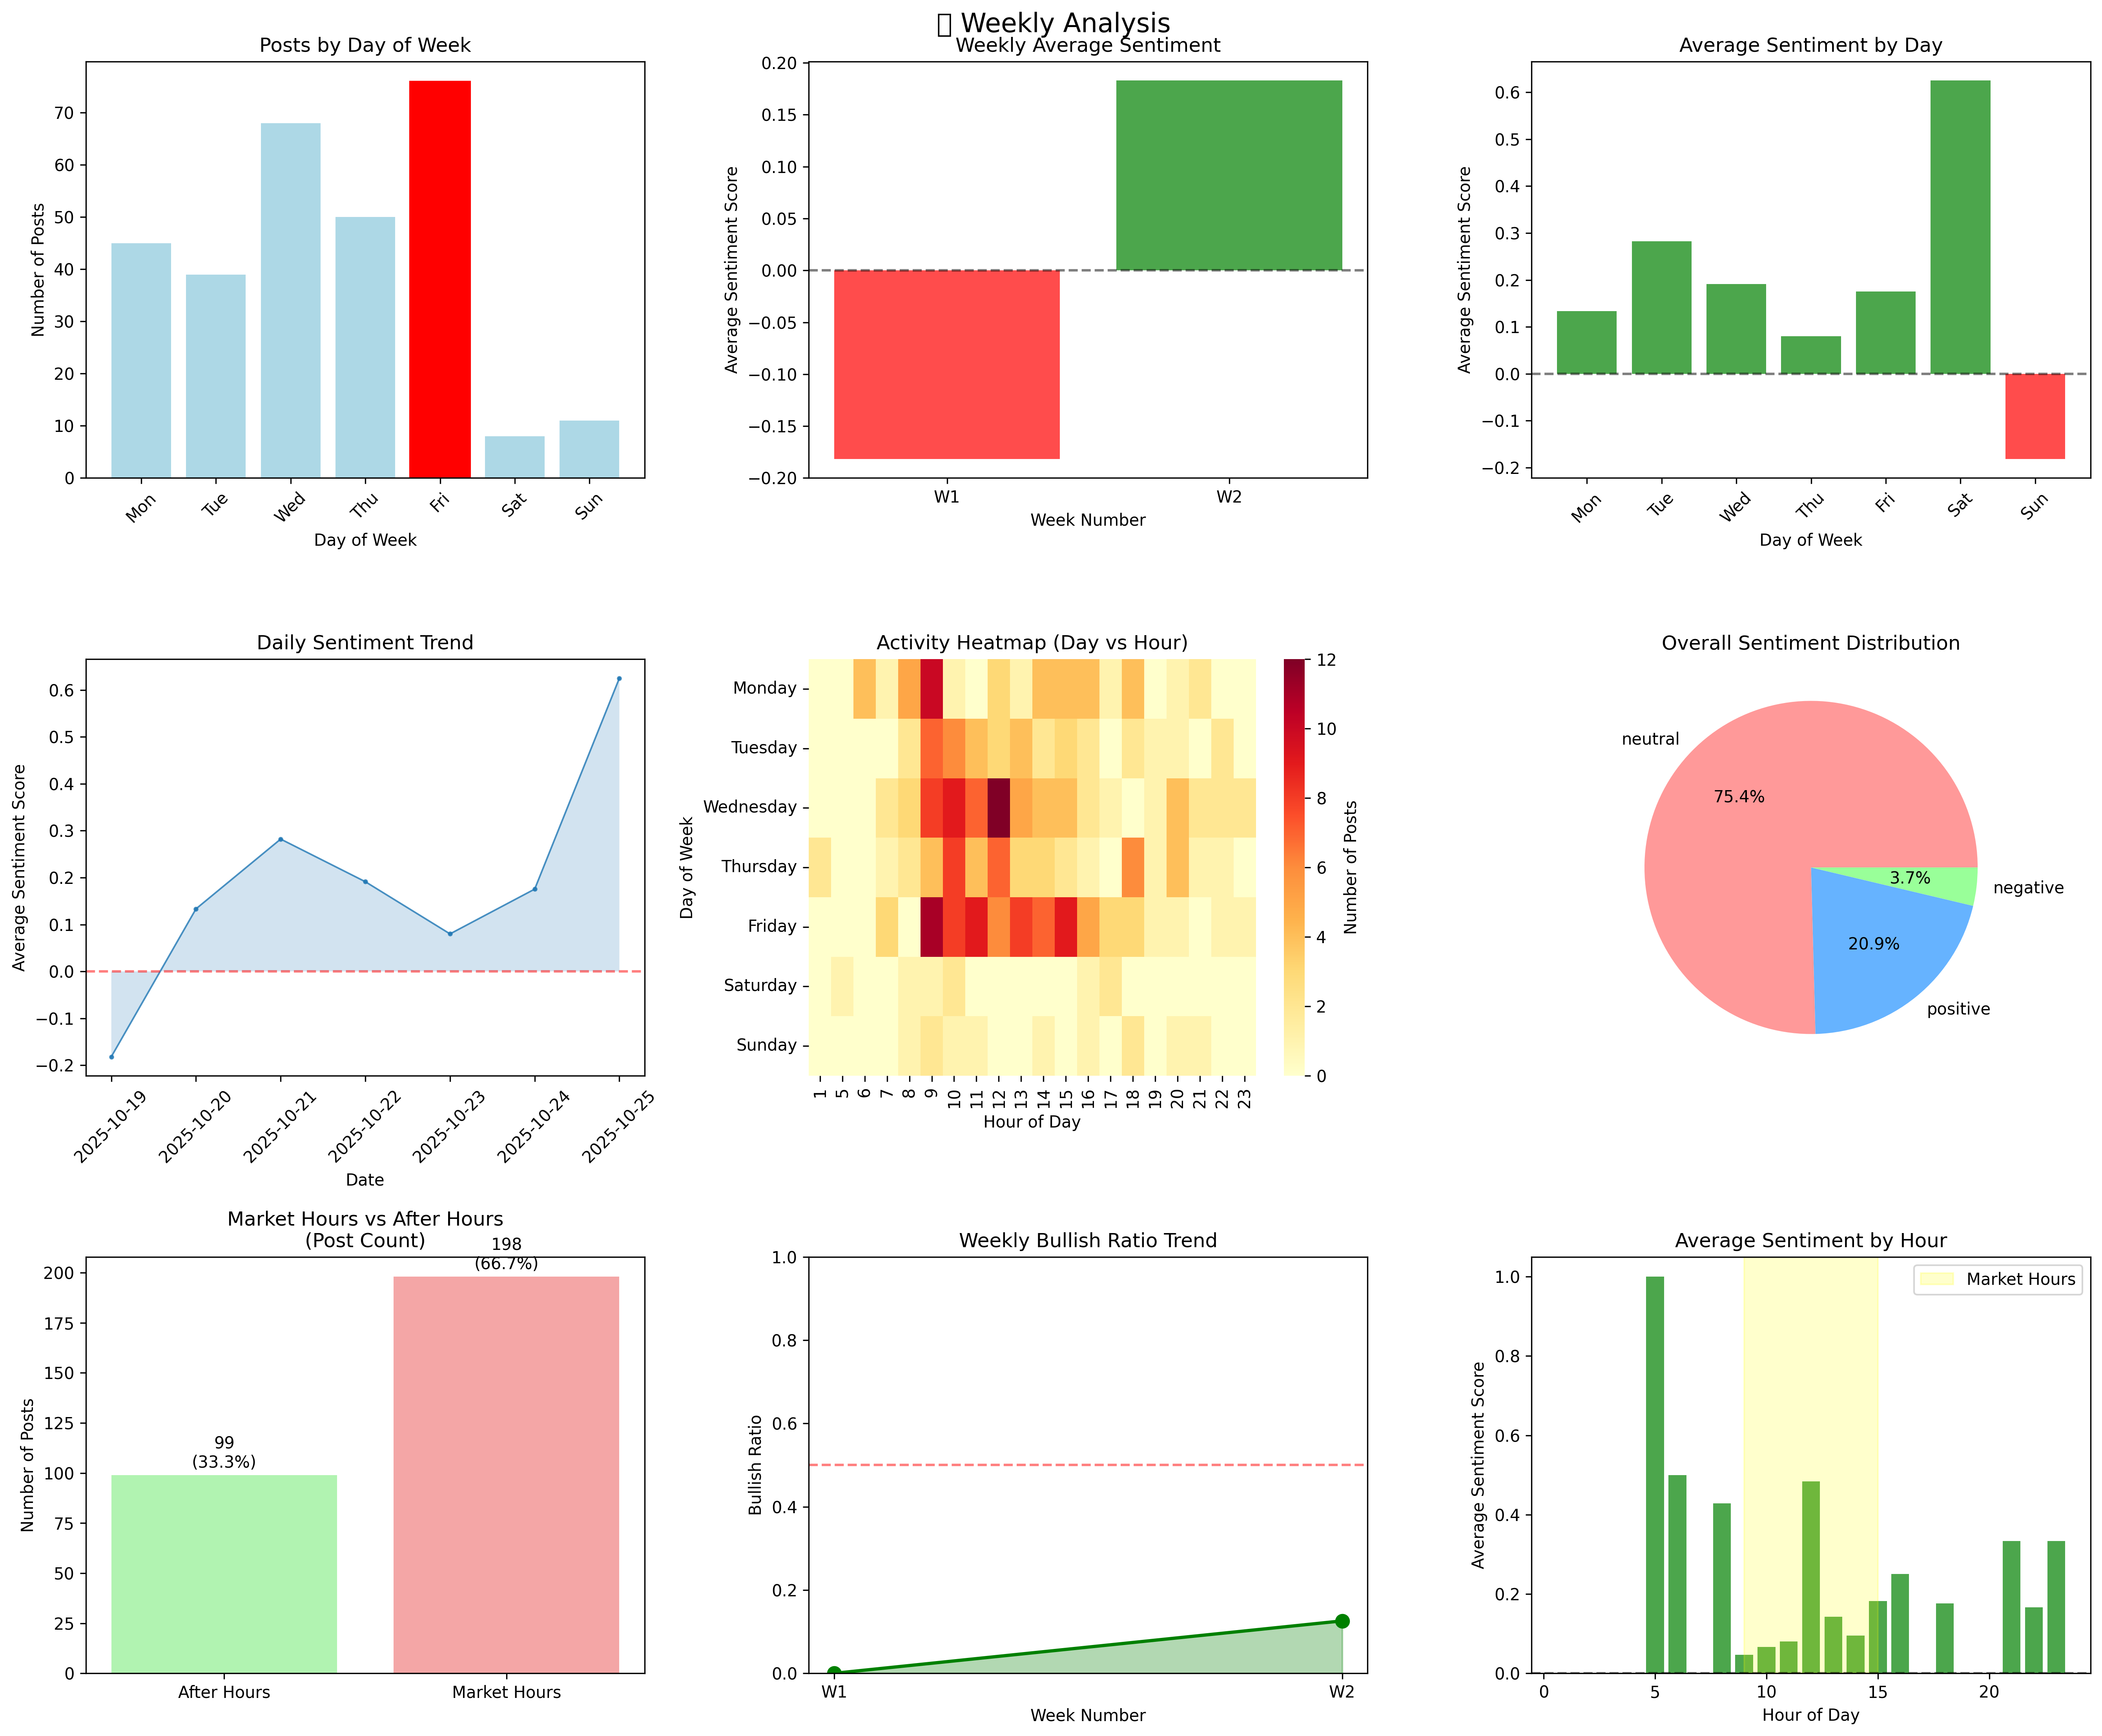 ▯ Weekly Analysis
Posts by Day of Week
Number of Posts
70
60
50
40
30
20
10
0
Mon
Tue
Wed
Thu
Fri
Sat
Sun
Day of Week
Weekly Average Sentiment
Average Sentiment Score
0.20
0.15
0.10
0.05
0.00
−0.05
−0.10
−0.15
−0.20
W1
W2
Week Number
Average Sentiment by Day
Average Sentiment Score
0.6
0.5
0.4
0.3
0.2
0.1
0.0
−0.1
−0.2
Mon
Tue
Wed
Thu
Fri
Sat
Sun
Day of Week
Daily Sentiment Trend
Average Sentiment Score
0.6
0.5
0.4
0.3
0.2
0.1
0.0
−0.1
−0.2
2025-10-19
2025-10-20
2025-10-21
2025-10-22
2025-10-23
2025-10-24
2025-10-25
Date
Activity Heatmap (Day vs Hour)
Day of Week
Monday
Tuesday
Wednesday
Thursday
Friday
Saturday
Sunday
1
5
6
7
8
9
10
11
12
13
14
15
16
17
18
19
20
21
22
23
Hour of Day
12
10
8
6
4
2
0
Number of Posts
Overall Sentiment Distribution
neutral
75.4%
3.7%
negative
20.9%
positive
Market Hours vs After Hours
(Post Count)
Number of Posts
200
175
150
125
100
75
50
25
0
99
(33.3%)
198
(66.7%)
After Hours
Market Hours
Weekly Bullish Ratio Trend
Bullish Ratio
1.0
0.8
0.6
0.4
0.2
0.0
W1
W2
Week Number
Average Sentiment by Hour
Market Hours
Average Sentiment Score
1.0
0.8
0.6
0.4
0.2
0.0
0
5
10
15
20
Hour of Day